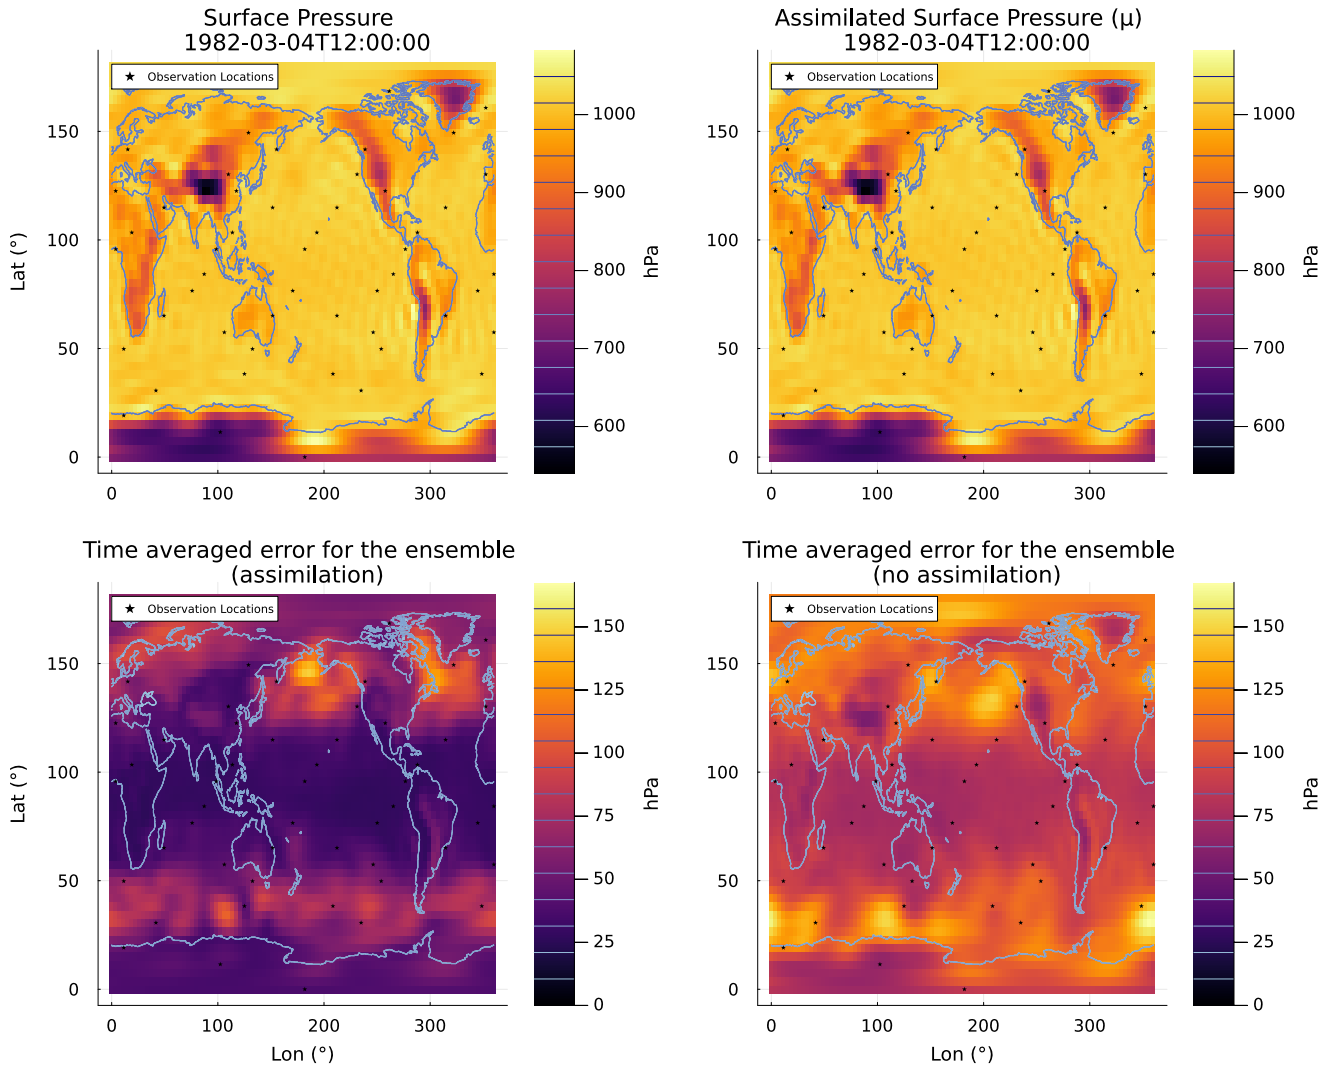 Surface Pressure
1982-03-04T12:00:00
★ Observation Locations
Lat (°)
150
100
50
0
0 100 200 300
1000
900
800
700
600
hPa
Assimilated Surface Pressure (μ)
1982-03-04T12:00:00
★ Observation Locations
150
100
50
0
0 100 200 300
1000
900
800
700
600
hPa
Time averaged error for the ensemble
(assimilation)
★ Observation Locations
Lat (°)
150
100
50
0
0 100 200 300
Lon (°)
150
125
100
75
50
25
0
hPa
Time averaged error for the ensemble
(no assimilation)
★ Observation Locations
150
100
50
0
0 100 200 300
Lon (°)
150
125
100
75
50
25
0
hPa